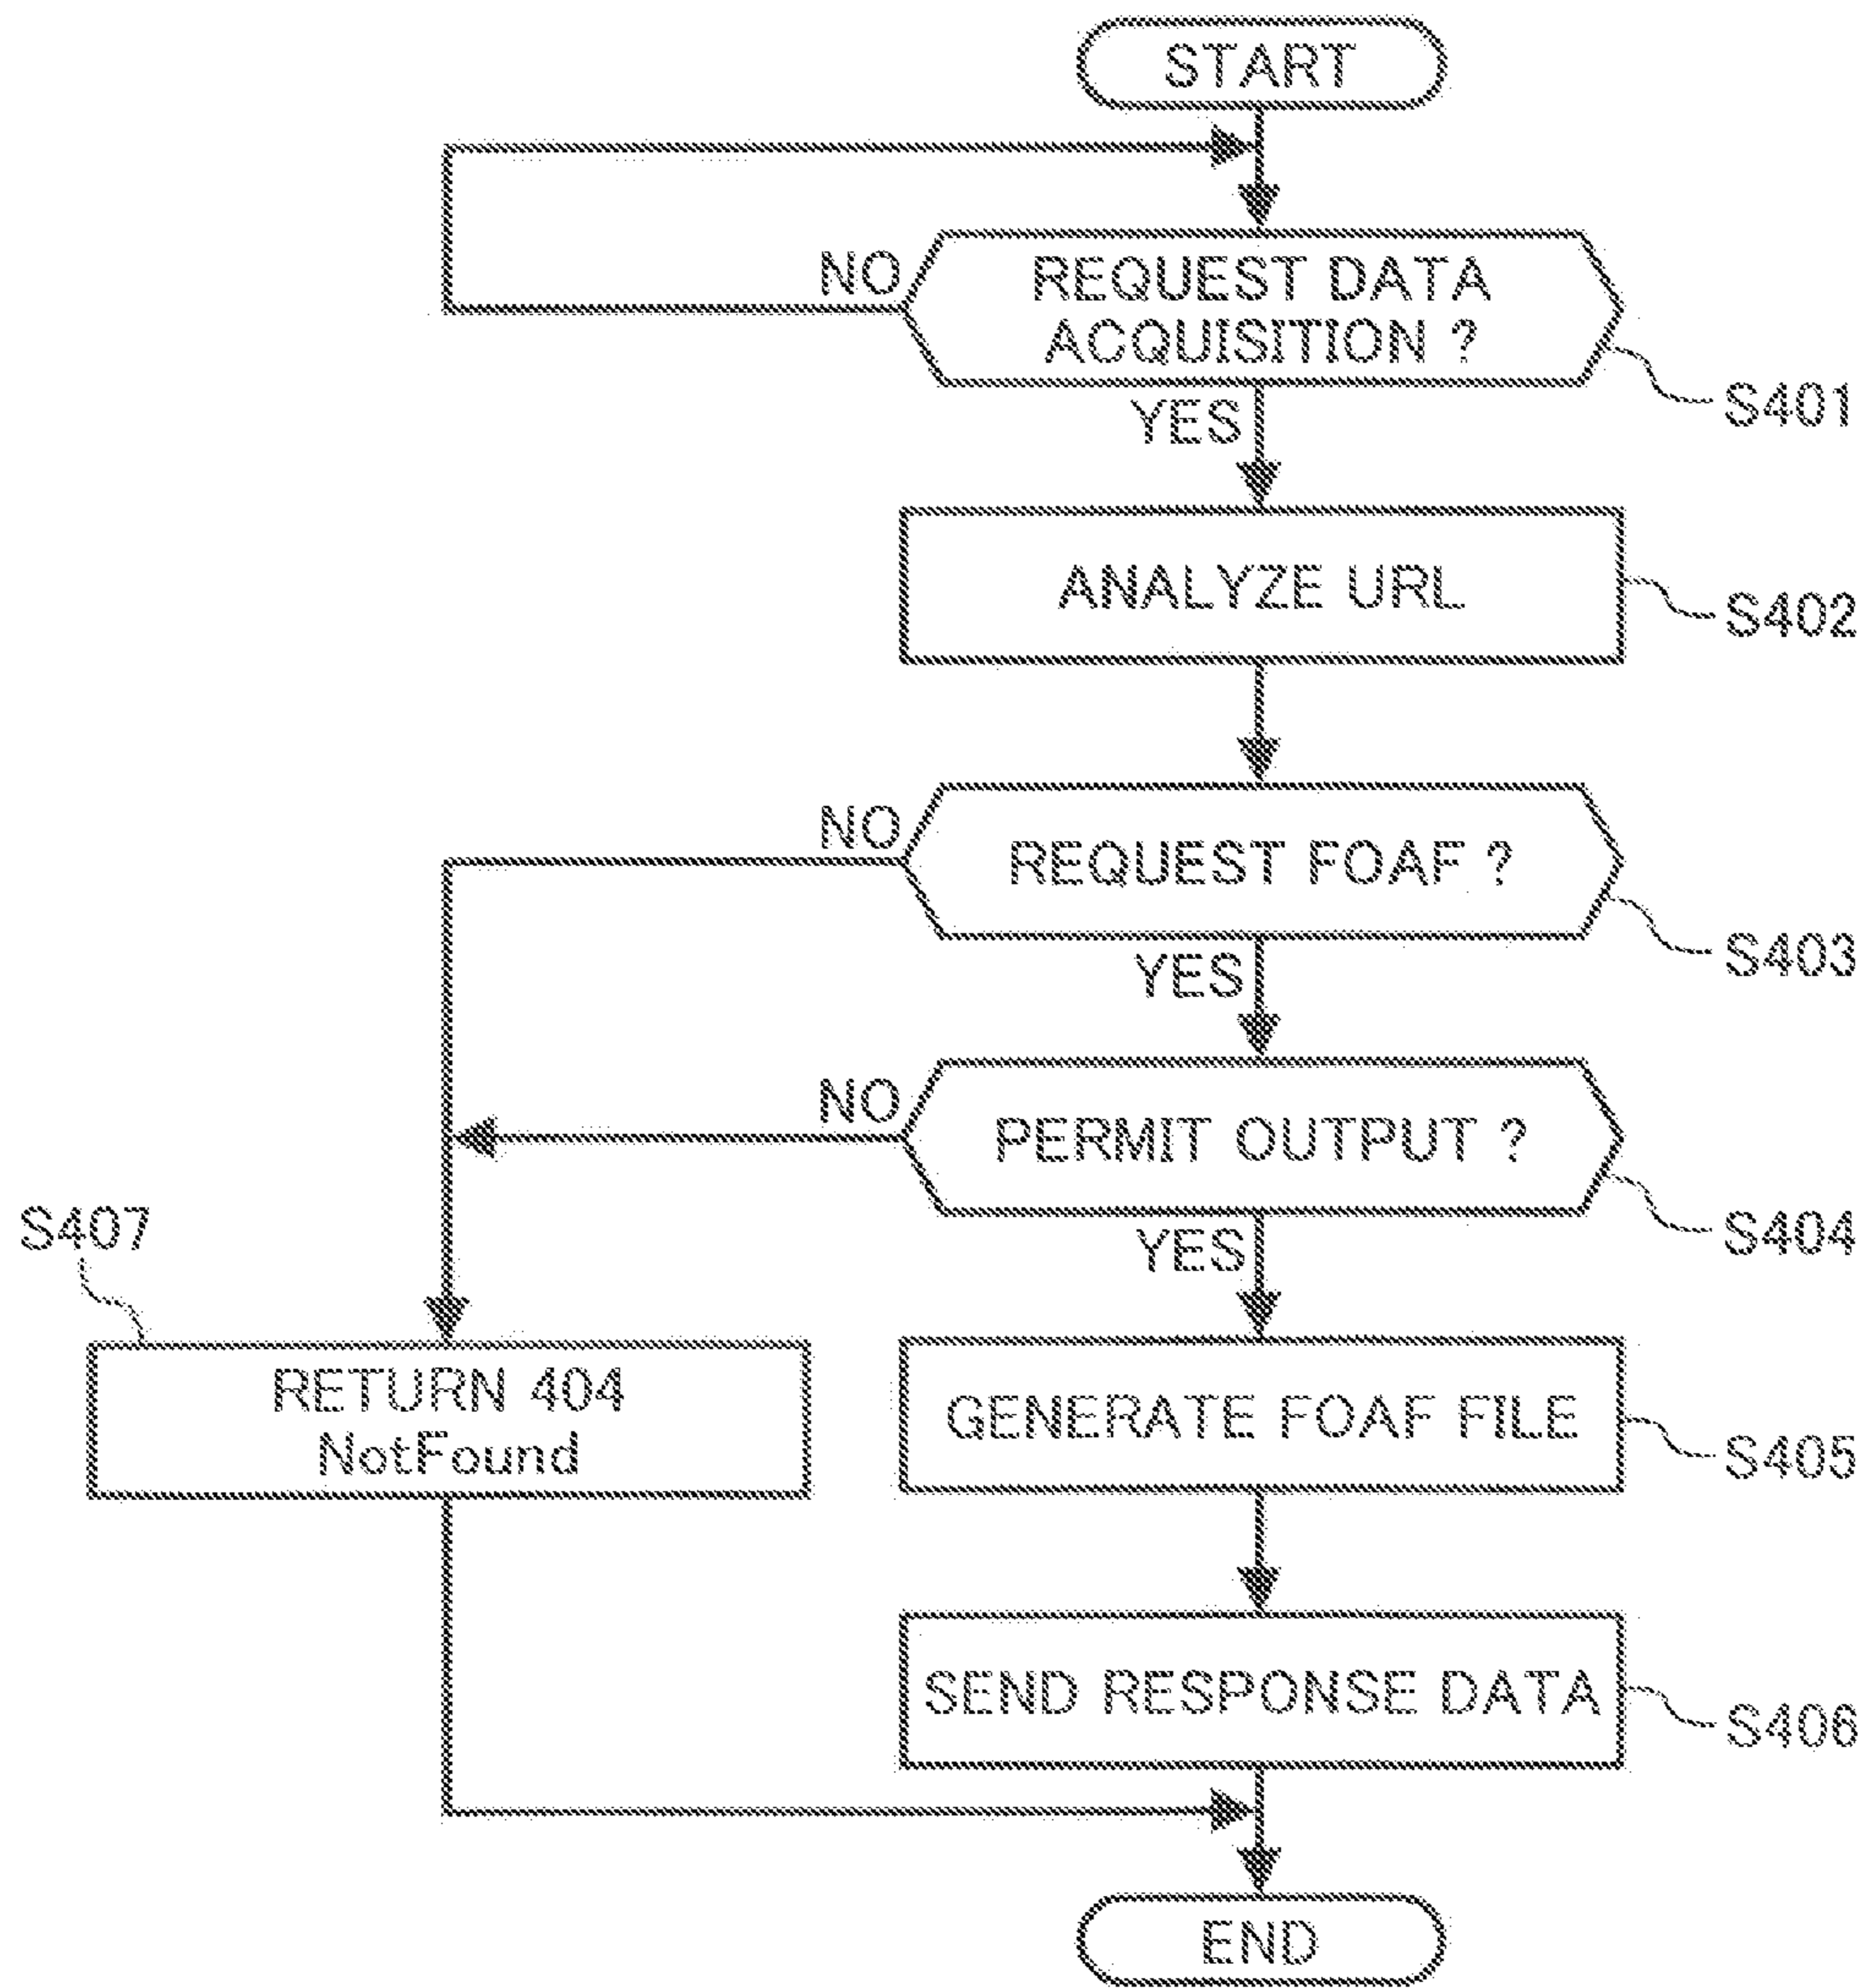 START
NO
REQUEST DATA
ACQUISITION ?
S401
YES
ANALYZE URL
S402
NO
REQUEST FOAF ?
S403
YES
NO
PERMIT OUTPUT ?
S404
YES
S407
RETURN 404
NotFound
GENERATE FOAF FILE
S405
SEND RESPONSE DATA
S406
END